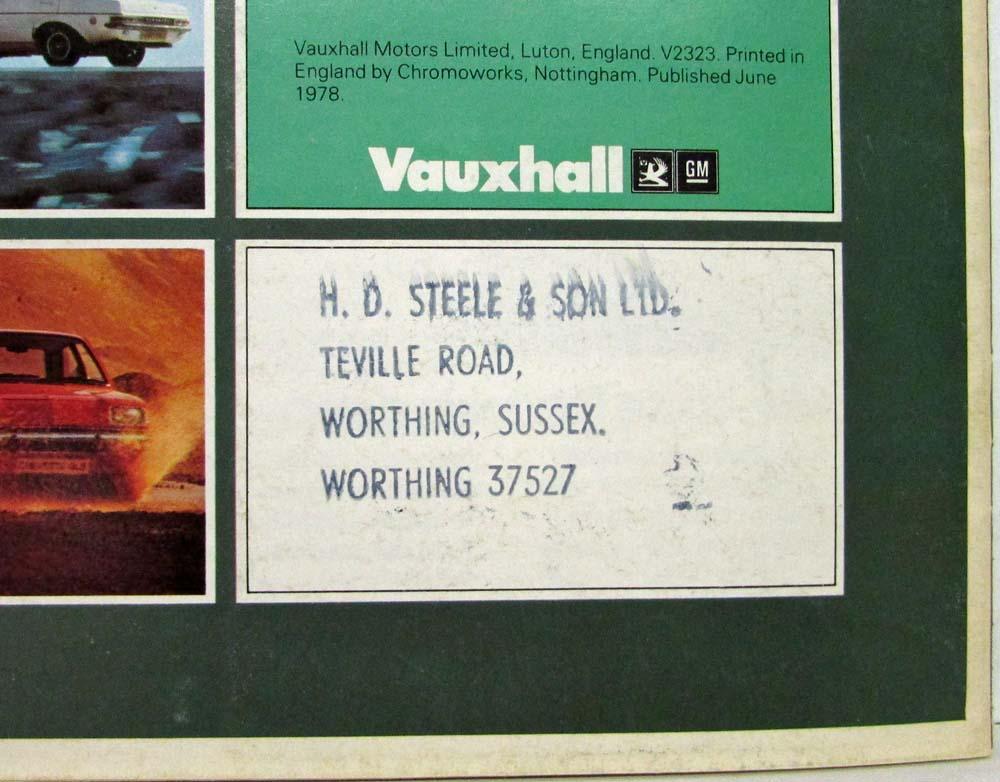 Vauxhall Motors Limited, Luton, England. V2323. Printed in
England by Chromoworks, Nottingham. Published June
1978.
Vauxhall GM
H. D. STEELE & SON LTD.
TEVILLE ROAD,
WORTHING, SUSSEX.
WORTHING 37527